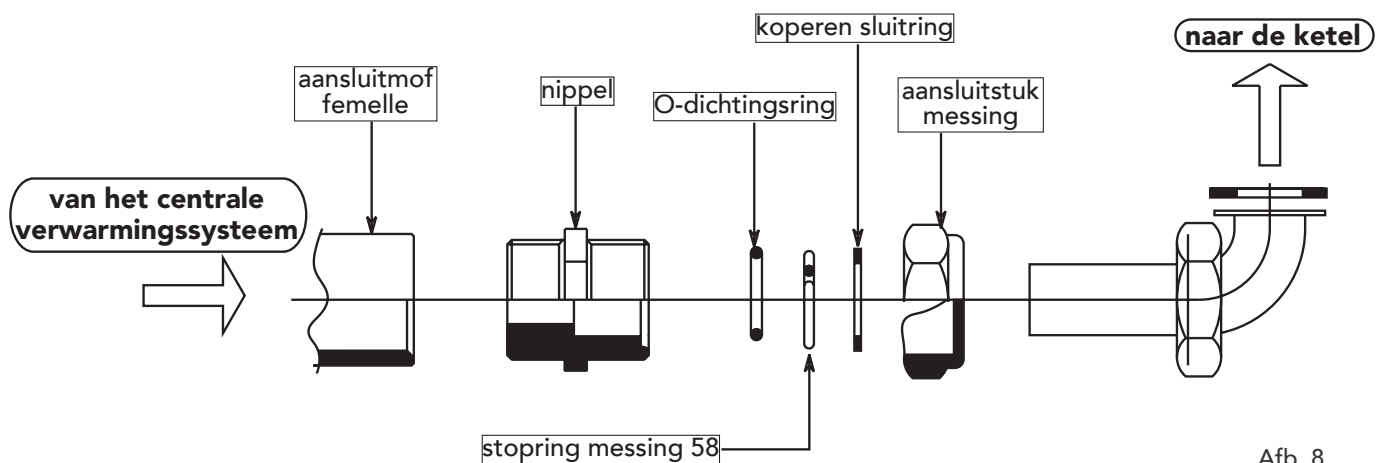 koperen sluitring
naar de ketel
aansluitmof
femelle
nippel
O-dichtingsring
aansluitstuk
messing
van het centrale
verwarmingssysteem
stopring messing 58
Afb. 8